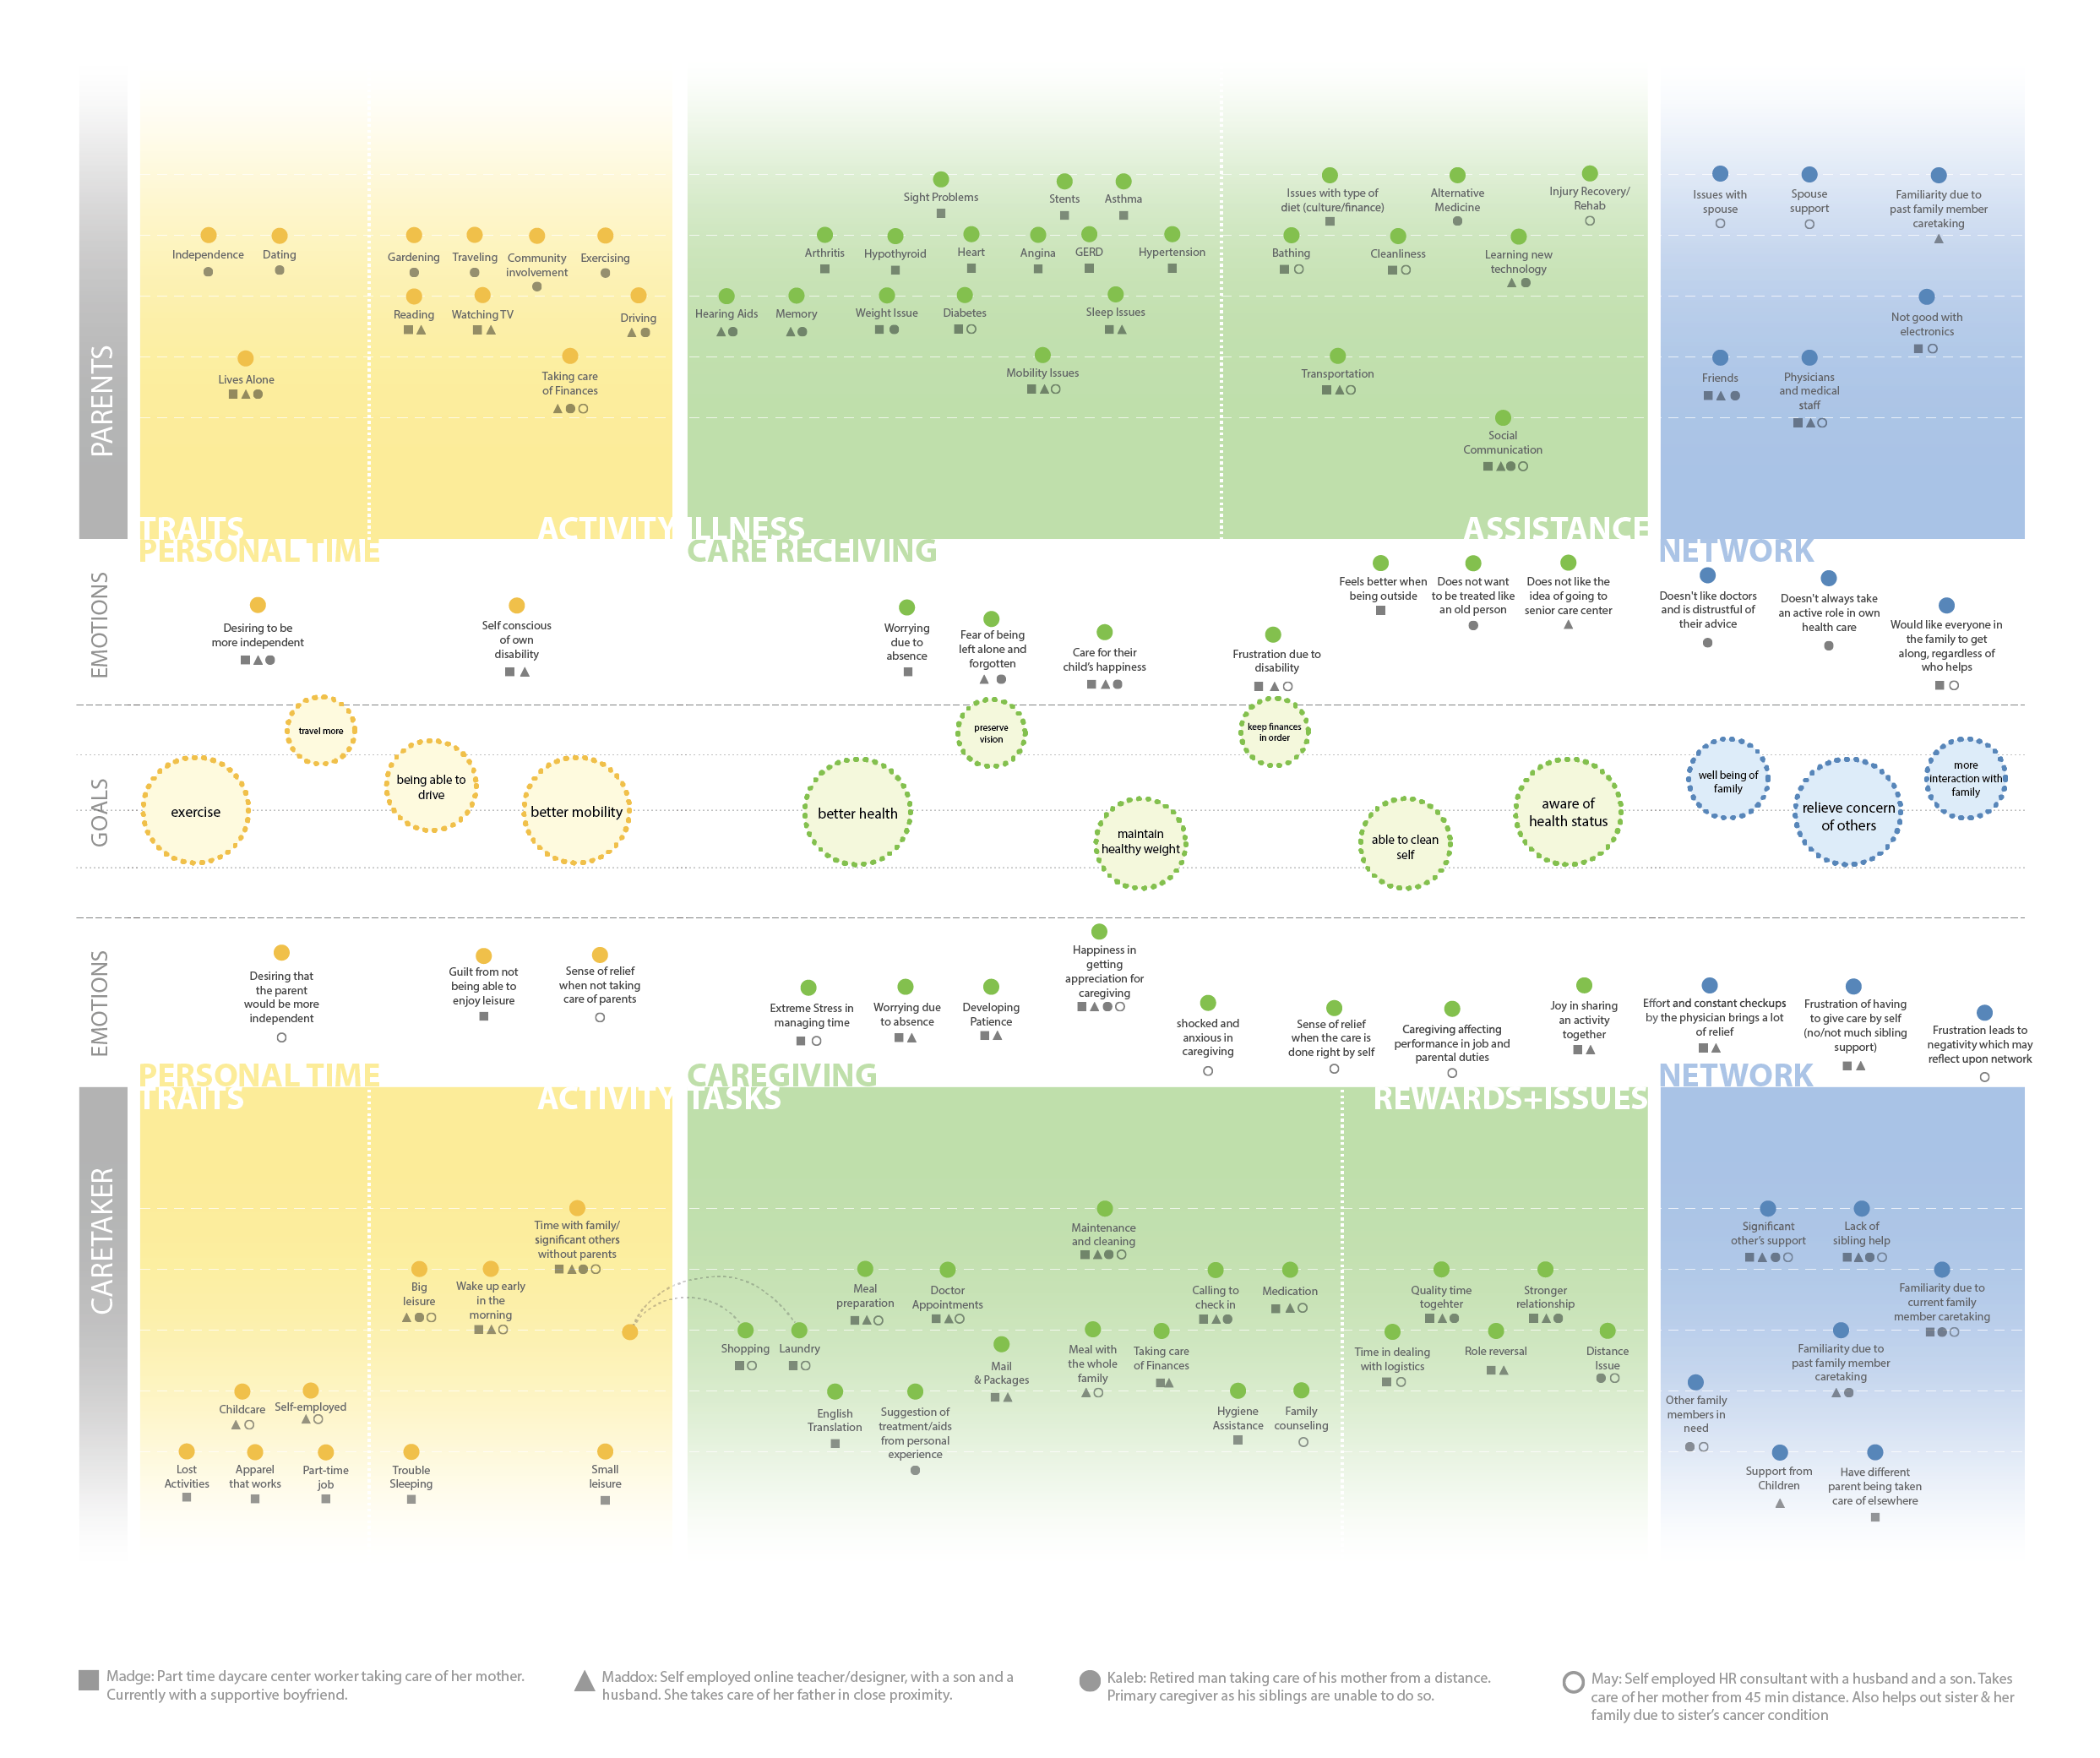 PARENTS
Sight Problems
Stents
Asthma
Issues with type of
diet (culture/finance)
Alternative
Medicine
Injury Recovery/
Rehab
Issues with
spouse
Spouse
support
Familiarity due to
past family member
caretaking
Independence
Dating
Gardening
Traveling
Community
involvement
Exercising
Arthritis
Hypothyroid
Heart
Angina
GERD
Hypertension
Bathing
Cleanliness
Learning new
technology
Reading
Watching TV
Driving
Hearing Aids
Memory
Weight Issue
Diabetes
Sleep Issues
Not good with
electronics
Lives Alone
Taking care
of Finances
Mobility Issues
Transportation
Friends
Physicians
and medical
staff
Social
Communication
TRAITS
ACTIVITY
ILLNESS
ASSISTANCE
PERSONAL TIME
CARE RECEIVING
NETWORK
EMOTIONS
Desiring to be
more independent
Self conscious
of own
disability
Worrying
due to
absence
Fear of being
left alone and
forgotten
Care for their
child's happiness
Frustration due to
disability
Feels better when
being outside
Does not want
to be treated like
an old person
Does not like the
idea of going to
senior care center
Doesn't like doctors
and is distrustful of
their advice
Doesn't always take
an active role in own
health care
Would like everyone in
the family to get
along, regardless of
who helps
GOALS
travel more
preserve
vision
keep finances
in order
exercise
being able to
drive
better mobility
better health
maintain
healthy weight
able to clean
self
aware of
health status
well being of
family
relieve concern
of others
more
interaction with
family
EMOTIONS
Desiring that
the parent
would be more
independent
Guilt from not
being able to
enjoy leisure
Sense of relief
when not taking
care of parents
Extreme Stress in
managing time
Worrying due
to absence
Developing
Patience
Happiness in
getting
appreciation for
caregiving
shocked and
anxious in
caregiving
Sense of relief
when the care is
done right by self
Caregiving affecting
performance in job and
parental duties
Joy in sharing
an activity
together
Effort and constant checkups
by the physician brings a lot
of relief
Frustration of having
to give care by self
(no/not much sibling
support)
Frustration leads to
negativity which may
reflect upon network
PERSONAL TIME
CAREGIVING
NETWORK
TRAITS
ACTIVITY
TASKS
REWARDS+ISSUES
CARETAKER
Time with family/
significant others
without parents
Maintenance
and cleaning
Significant
other's support
Lack of
sibling help
Big
leisure
Wake up early
in the
morning
Meal
preparation
Doctor
Appointments
Calling to
check in
Medication
Quality time
togehter
Stronger
relationship
Familiarity due to
current family
member caretaking
Shopping
Laundry
Mail
& Packages
Meal with
the whole
family
Taking care
of Finances
Time in dealing
with logistics
Role reversal
Distance
Issue
Familiarity due to
past family member
caretaking
Childcare
Self-employed
English
Translation
Suggestion of
treatment/aids
from personal
experience
Hygiene
Assistance
Family
counseling
Other family
members in
need
Lost
Activities
Apparel
that works
Part-time
job
Trouble
Sleeping
Small
leisure
Support from
Children
Have different
parent being taken
care of elsewhere
Madge: Part time daycare center worker taking care of her mother.
Currently with a supportive boyfriend.
Maddox: Self employed online teacher/designer, with a son and a
husband. She takes care of her father in close proximity.
Kaleb: Retired man taking care of his mother from a distance.
Primary caregiver as his siblings are unable to do so.
May: Self employed HR consultant with a husband and a son. Takes
care of her mother from 45 min distance. Also helps out sister & her
family due to sister's cancer condition